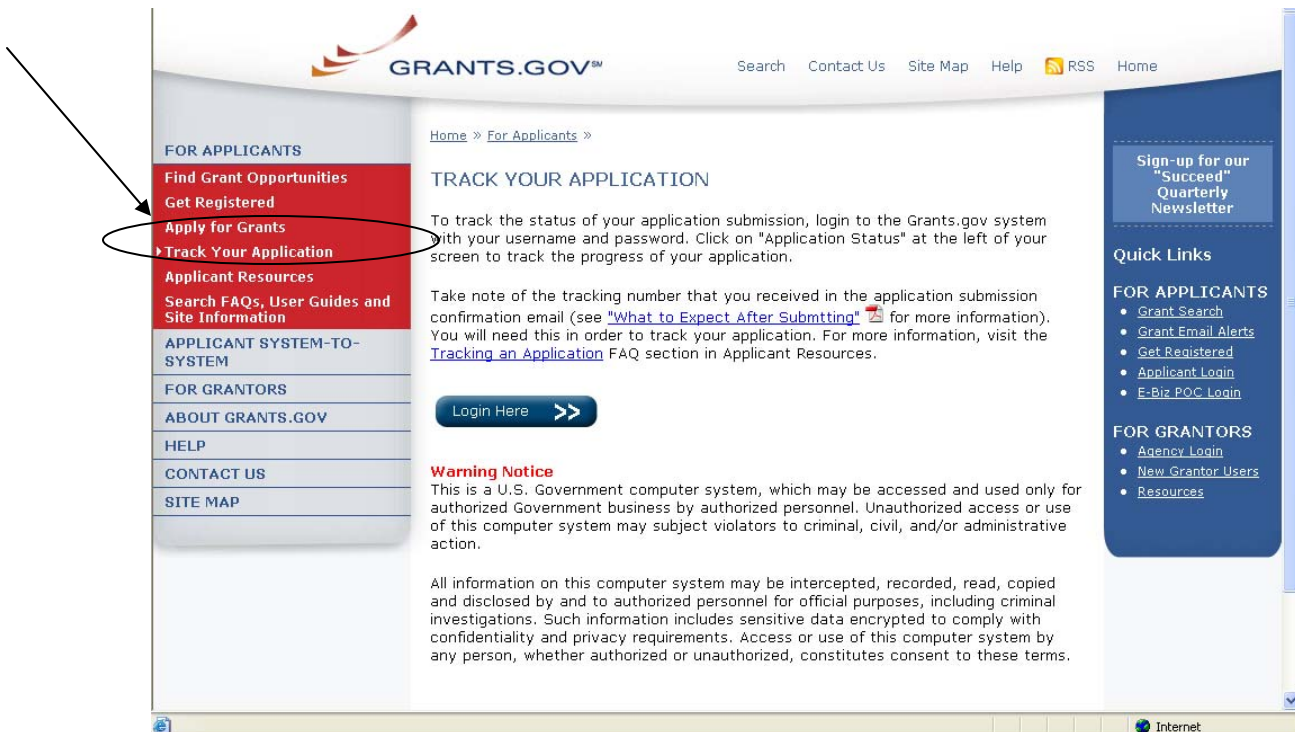 GRANTS.GOV℠
Search Contact Us Site Map Help RSS Home
FOR APPLICANTS
Find Grant Opportunities
Get Registered
Apply for Grants
Track Your Application
Applicant Resources
Search FAQs, User Guides and
Site Information
APPLICANT SYSTEM-TO-
SYSTEM
FOR GRANTORS
ABOUT GRANTS.GOV
HELP
CONTACT US
SITE MAP
Home » For Applicants »
TRACK YOUR APPLICATION
To track the status of your application submission, login to the Grants.gov system
with your username and password. Click on "Application Status" at the left of your
screen to track the progress of your application.
Take note of the tracking number that you received in the application submission
confirmation email (see "What to Expect After Submtting" for more information).
You will need this in order to track your application. For more information, visit the
Tracking an Application FAQ section in Applicant Resources.
Login Here >>
Warning Notice
This is a U.S. Government computer system, which may be accessed and used only for
authorized Government business by authorized personnel. Unauthorized access or use
of this computer system may subject violators to criminal, civil, and/or administrative
action.
All information on this computer system may be intercepted, recorded, read, copied
and disclosed by and to authorized personnel for official purposes, including criminal
investigations. Such information includes sensitive data encrypted to comply with
confidentiality and privacy requirements. Access or use of this computer system by
any person, whether authorized or unauthorized, constitutes consent to these terms.
Sign-up for our
"Succeed"
Quarterly
Newsletter
Quick Links
FOR APPLICANTS
• Grant Search
• Grant Email Alerts
• Get Registered
• Applicant Login
• E-Biz POC Login
FOR GRANTORS
• Agency Login
• New Grantor Users
• Resources
Internet